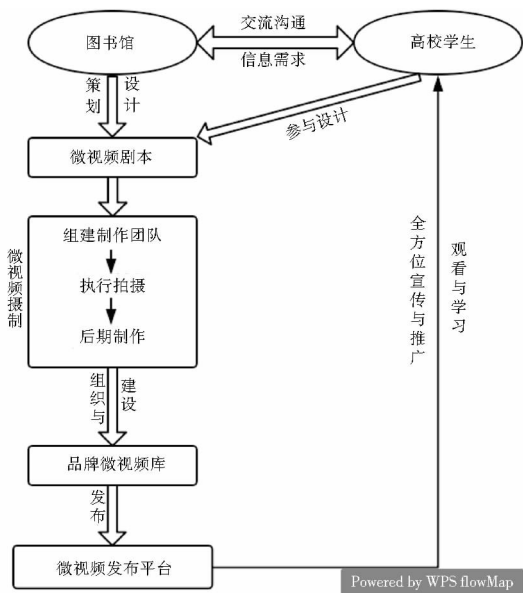 图书馆
交流沟通
信息需求
高校学生
策划
设计
参与设计
微视频剧本
微视频摄制
组建制作团队
执行拍摄
后期制作
全方位宣传与推广
观看与学习
组织与
建设
品牌微视频库
发布
微视频发布平台
Powered by WPS flowMap